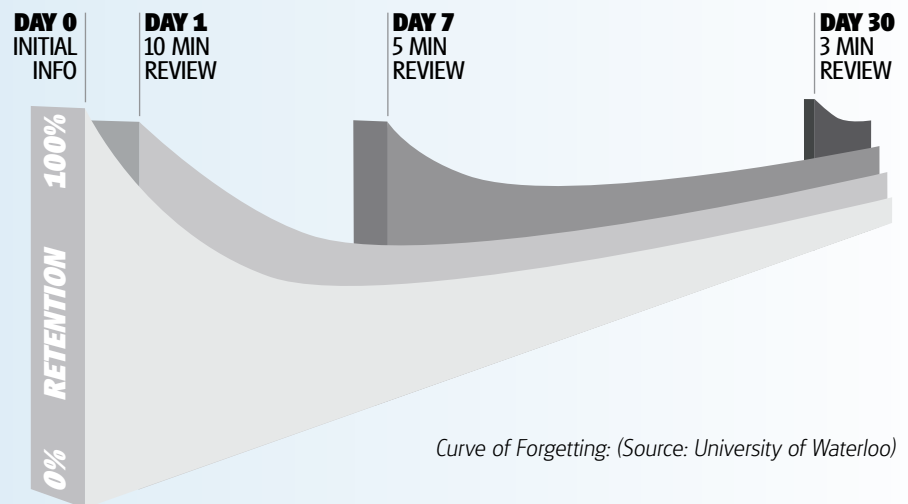 DAY 0
INITIAL
INFO
DAY 1
10 MIN
REVIEW
DAY 7
5 MIN
REVIEW
DAY 30
3 MIN
REVIEW
100%
RETENTION
0%
Curve of Forgetting: (Source: University of Waterloo)